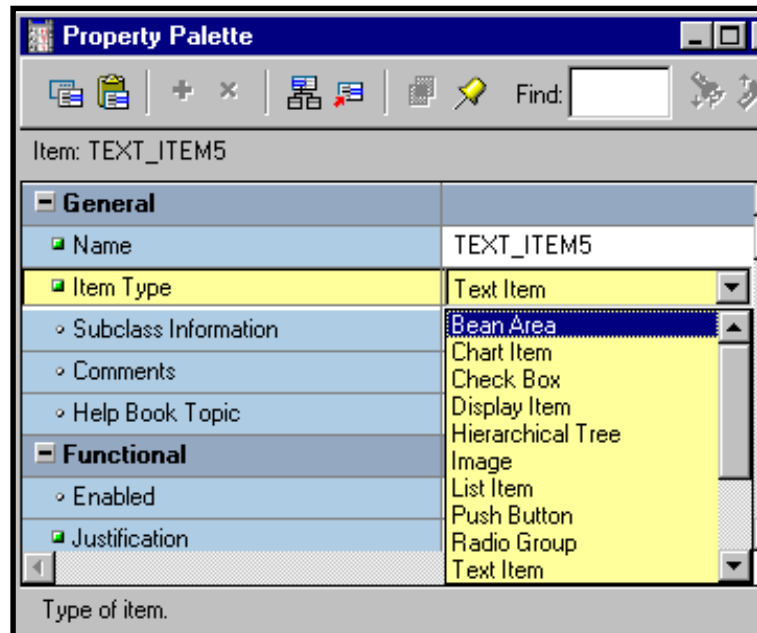 Property Palette
Find:
Item: TEXT_ITEM5
General
Name TEXT_ITEM5
Item Type Text Item
Subclass Information
Comments
Help Book Topic
Functional
Enabled
Justification
Bean Area
Chart Item
Check Box
Display Item
Hierarchical Tree
Image
List Item
Push Button
Radio Group
Text Item
Type of item.